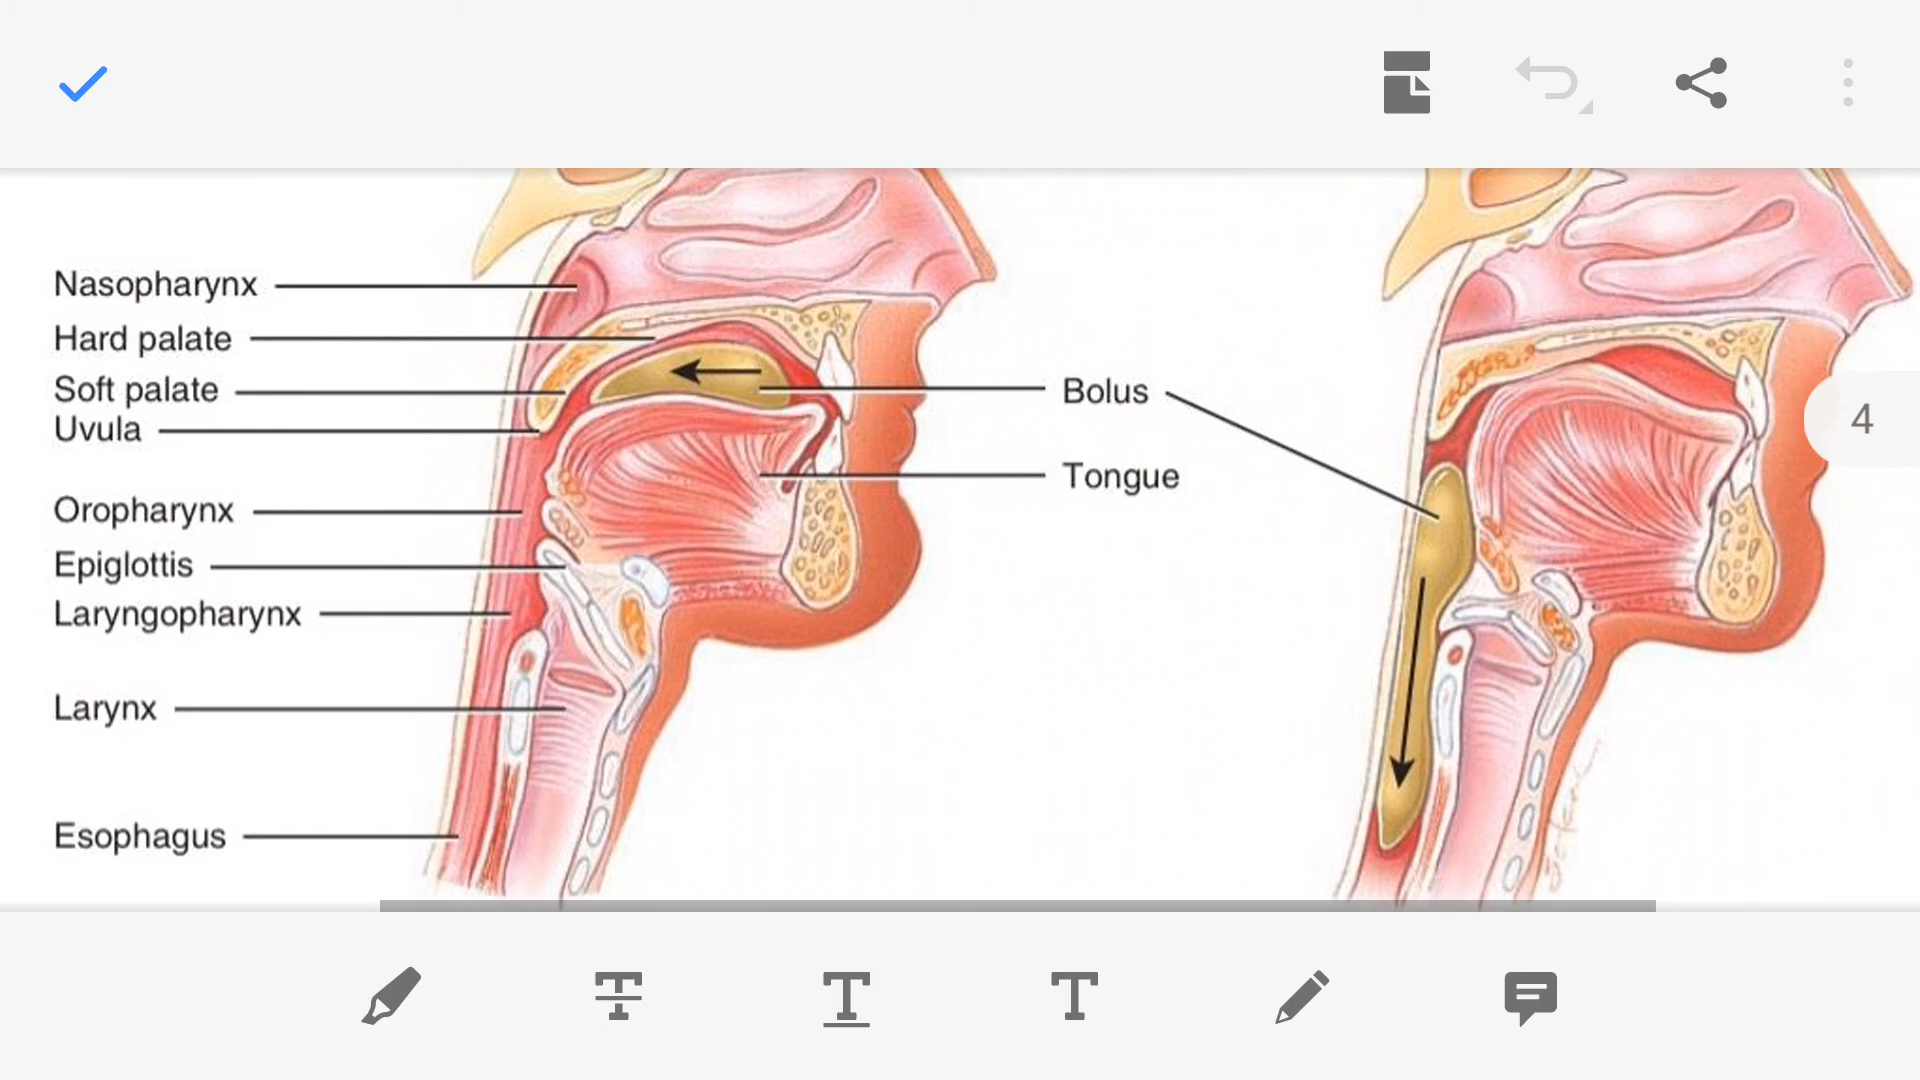 Nasopharynx
Hard palate
Soft palate
Uvula
Oropharynx
Epiglottis
Laryngopharynx
Larynx
Esophagus
Bolus
Tongue
4